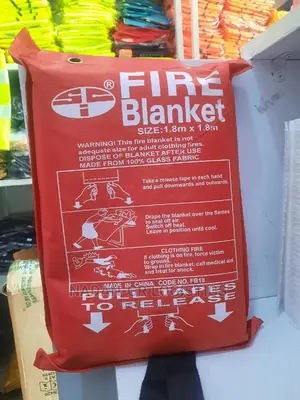 ®
FIRE
Blanket
SIZE:1.8m x 1.8m
WARNING! This fire blanket is not
adequate size for adult clothing fires.
DISPOSE OF BLANKET AFTER USE
MADE FROM 100% GLASS FABRIC
Take a release tape in each hand
and pull downwards and outwards.
Drape the blanket over the flames
to seal off air.
Switch off heat.
Leave in position until cool.
CLOTHING FIRE
If clothing is on fire, force victim
to ground.
Wrap in fire blanket, call medical aid
and treat for shock.
MADE IN CHINA CODE NO. FB18
PULL TAPES
TO RELEASE